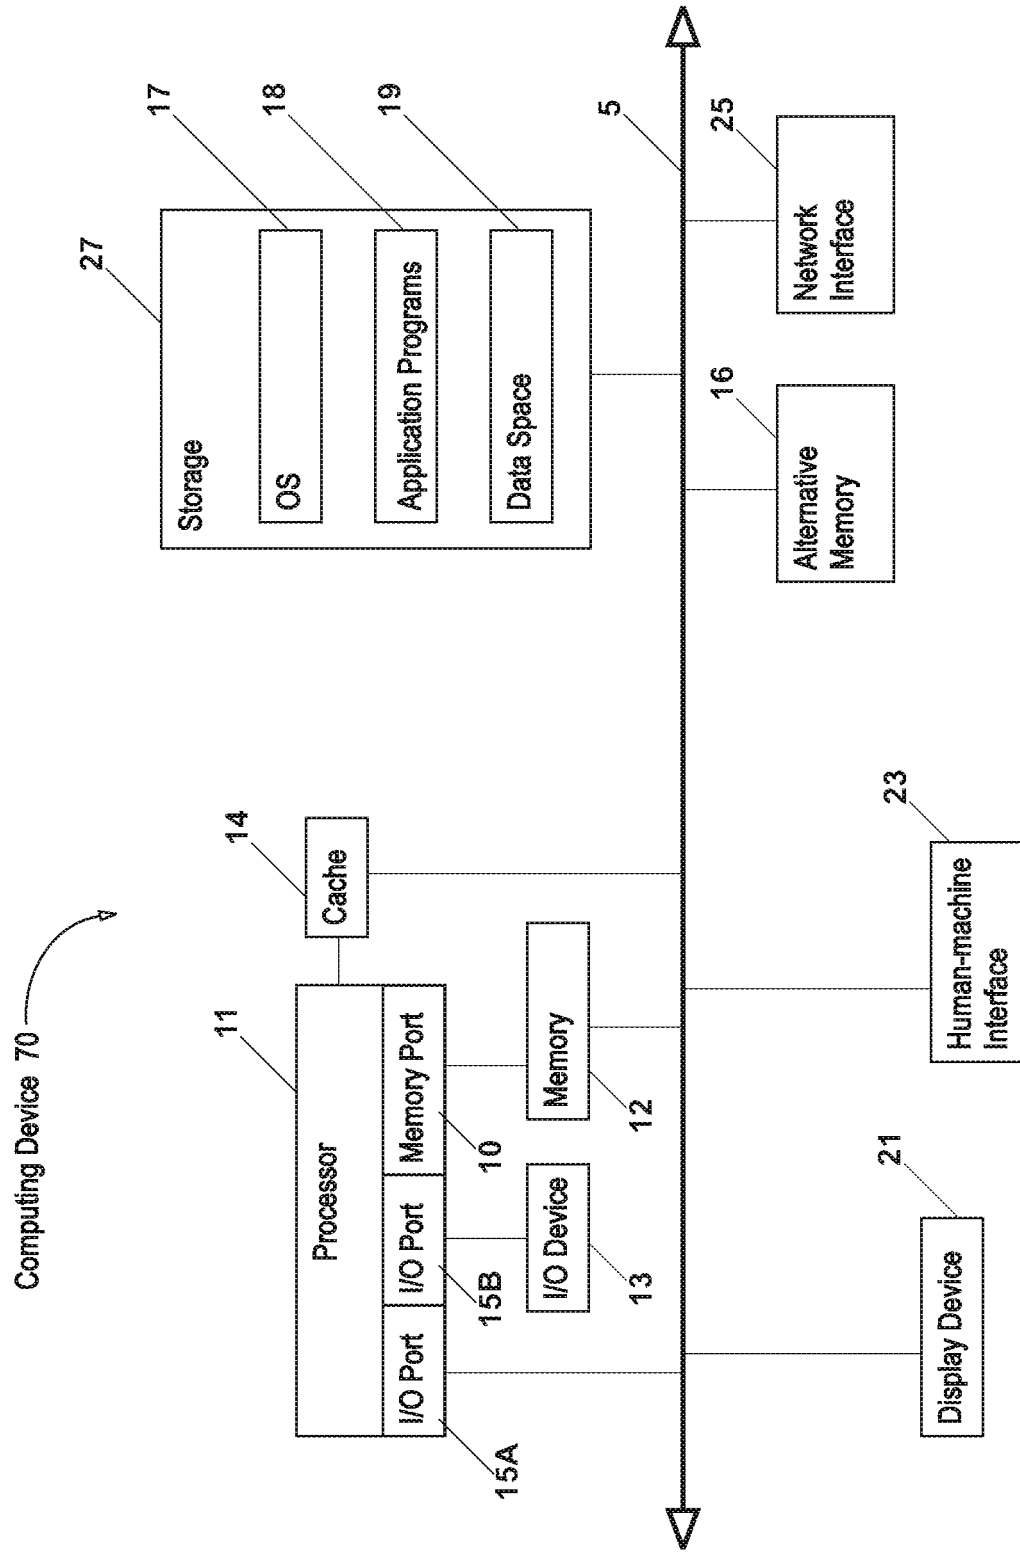 Computing Device 70
11
Processor
I/O Port
I/O Port
Memory Port
15A
15B
10
14
Cache
I/O Device
13
Memory
12
27
Storage
OS
17
Application Programs
18
Data Space
19
5
Display Device
21
Human-machine
Interface
23
Alternative
Memory
16
Network
Interface
25